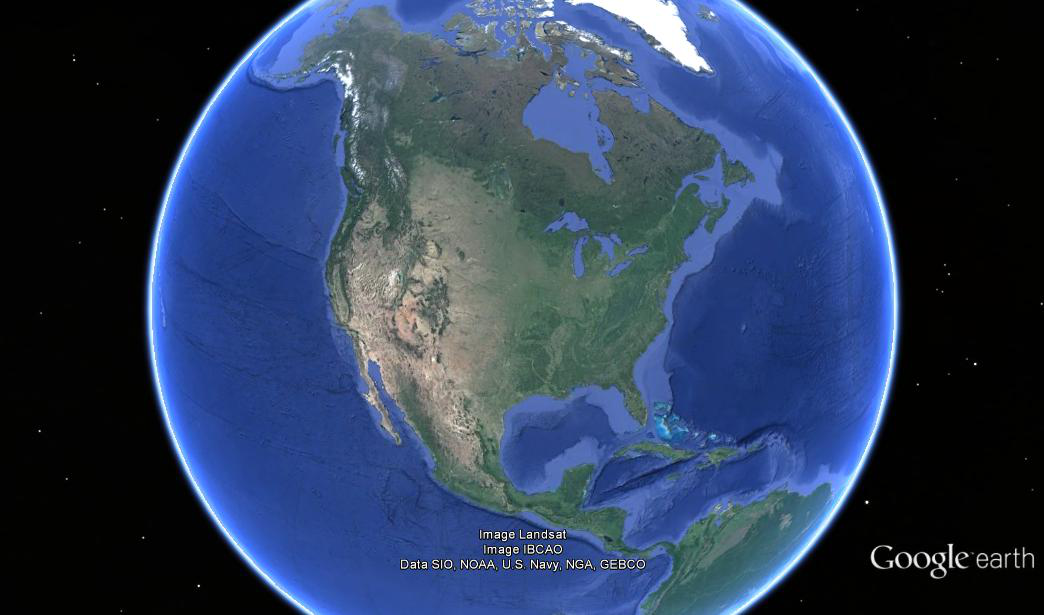 Image Landsat
Image IBCAO
Data SIO, NOAA, U.S. Navy, NGA, GEBCO
Google earth